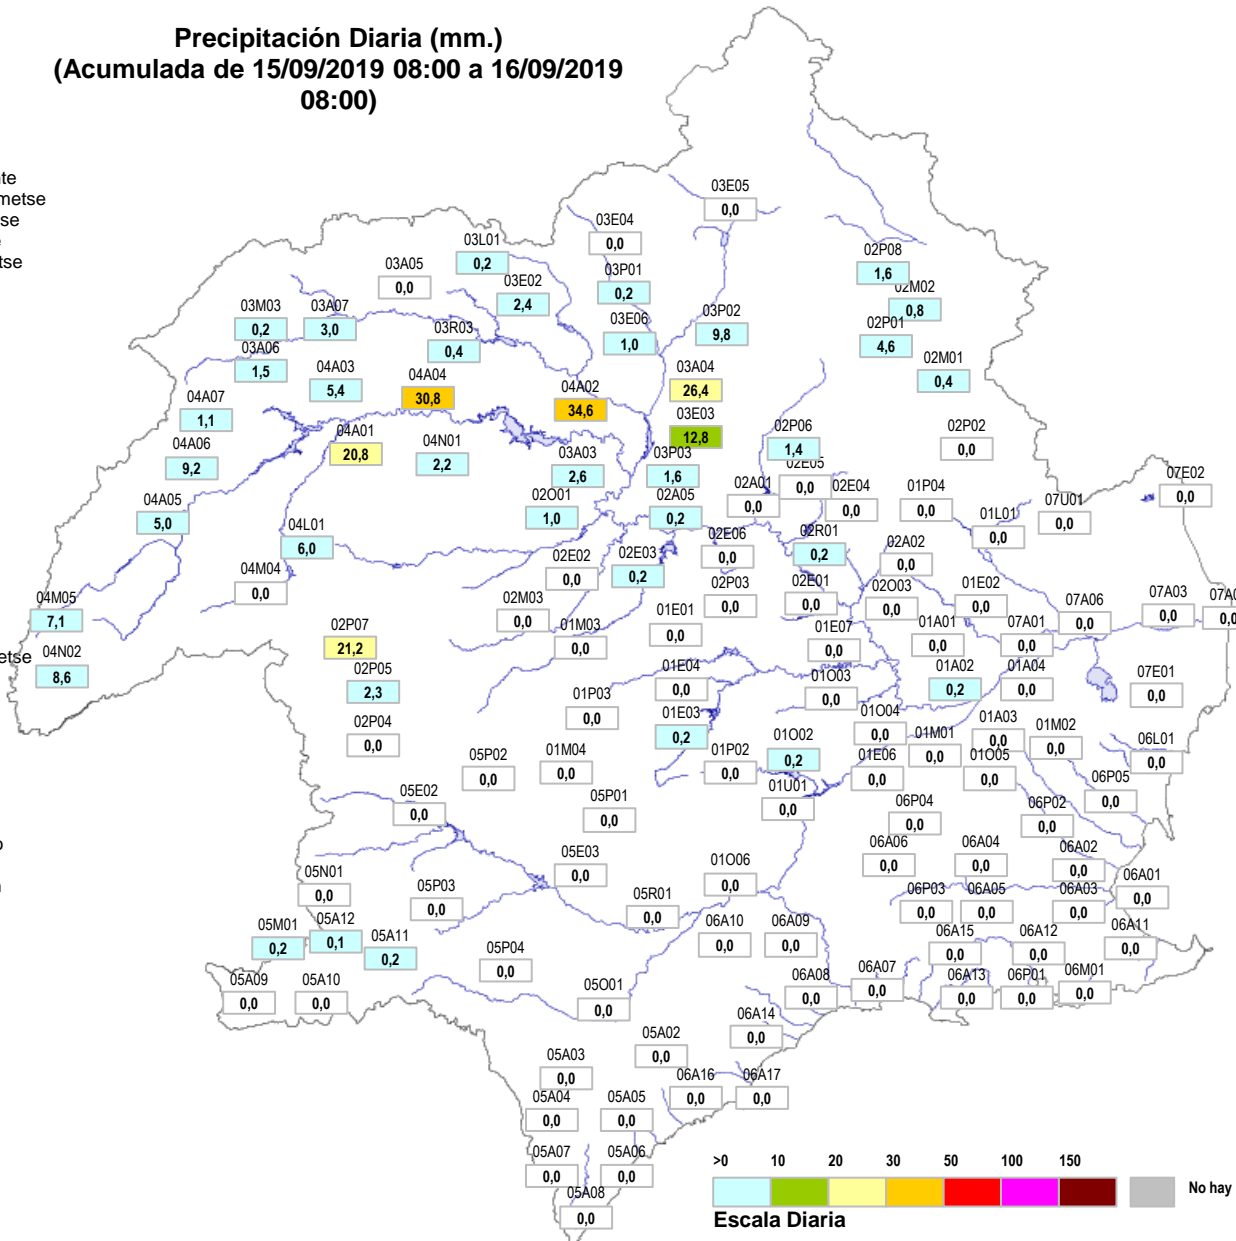 Precipitación Diaria (mm.)
(Acumulada de 15/09/2019 08:00 a 16/09/2019
08:00)
nte
metse
se
e
tse
03E05
0,0
03E04
0,0
03L01
0,2
03A05
0,0
03E02
2,4
03P01
0,2
02P08
1,6
02M02
0,8
03M03
0,2
03A07
3,0
03R03
0,4
03E06
1,0
03P02
9,8
02P01
4,6
03A06
1,5
04A03
5,4
04A04
30,8
04A02
34,6
03A04
26,4
02M01
0,4
04A07
1,1
03E03
12,8
04A01
20,8
04N01
2,2
02P06
1,4
02P02
0,0
04A06
9,2
03A03
2,6
03P03
1,6
02E05
0,0
02A01
0,0
02E04
0,0
01P04
0,0
07E02
0,0
04A05
5,0
02O01
1,0
02A05
0,2
01L01
0,0
07U01
0,0
04L01
6,0
02E06
0,0
02R01
0,2
02A02
0,0
04M04
0,0
02E02
0,0
02E03
0,2
02P03
0,0
02E01
0,0
02O03
0,0
01E02
0,0
07A06
0,0
07A03
0,0
07A0
0,0
04M05
7,1
02M03
0,0
01M03
0,0
01E01
0,0
01E07
0,0
01A01
0,0
07A01
0,0
02P07
21,2
etse
04N02
8,6
02P05
2,3
01E04
0,0
01O03
0,0
01A02
0,2
01A04
0,0
07E01
0,0
01P03
0,0
02P04
0,0
01E03
0,2
01O04
0,0
01M01
0,0
01A03
0,0
01M02
0,0
06L01
0,0
05P02
0,0
01M04
0,0
01P02
0,0
01O02
0,2
01E06
0,0
01O05
0,0
06P05
0,0
05E02
0,0
05P01
0,0
01U01
0,0
06P04
0,0
06P02
0,0
o
05E03
0,0
01O06
0,0
06A06
0,0
06A04
0,0
06A02
0,0
n
05N01
0,0
05P03
0,0
05R01
0,0
06P03
0,0
06A05
0,0
06A03
0,0
06A01
0,0
05M01
0,2
05A12
0,1
05A11
0,2
06A10
0,0
06A09
0,0
06A15
0,0
06A12
0,0
06A11
0,0
05A09
0,0
05A10
0,0
05P04
0,0
05O01
0,0
06A08
0,0
06A07
0,0
06A13
0,0
06P01
0,0
06M01
0,0
06A14
0,0
05A02
0,0
05A03
0,0
06A16
0,0
06A17
0,0
05A04
0,0
05A05
0,0
05A07
0,0
05A06
0,0
05A08
0,0
>0 10 20 30 50 100 150
No hay
Escala Diaria